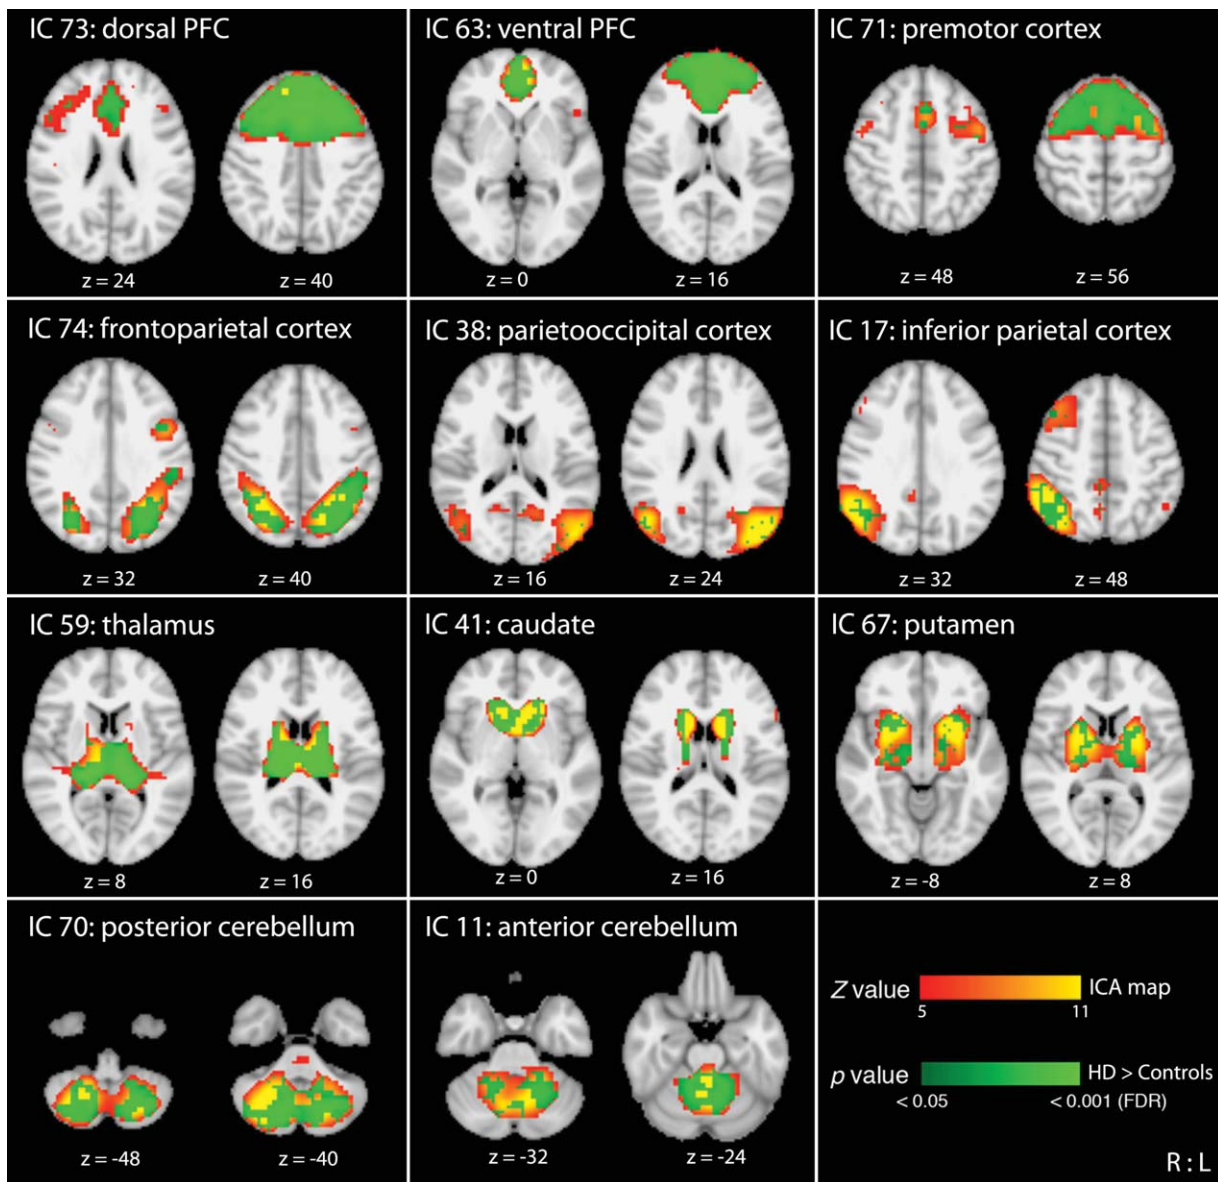 IC 73: dorsal PFC
z = 24
z = 40
IC 63: ventral PFC
z = 0
z = 16
IC 71: premotor cortex
z = 48
z = 56
IC 74: frontoparietal cortex
z = 32
z = 40
IC 38: parietooccipital cortex
z = 16
z = 24
IC 17: inferior parietal cortex
z = 32
z = 48
IC 59: thalamus
z = 8
z = 16
IC 41: caudate
z = 0
z = 16
IC 67: putamen
z = -8
z = 8
IC 70: posterior cerebellum
z = -48
z = -40
IC 11: anterior cerebellum
z = -32
z = -24
Z value ICA map
5 11
p value HD > Controls
< 0.05 < 0.001 (FDR)
R : L